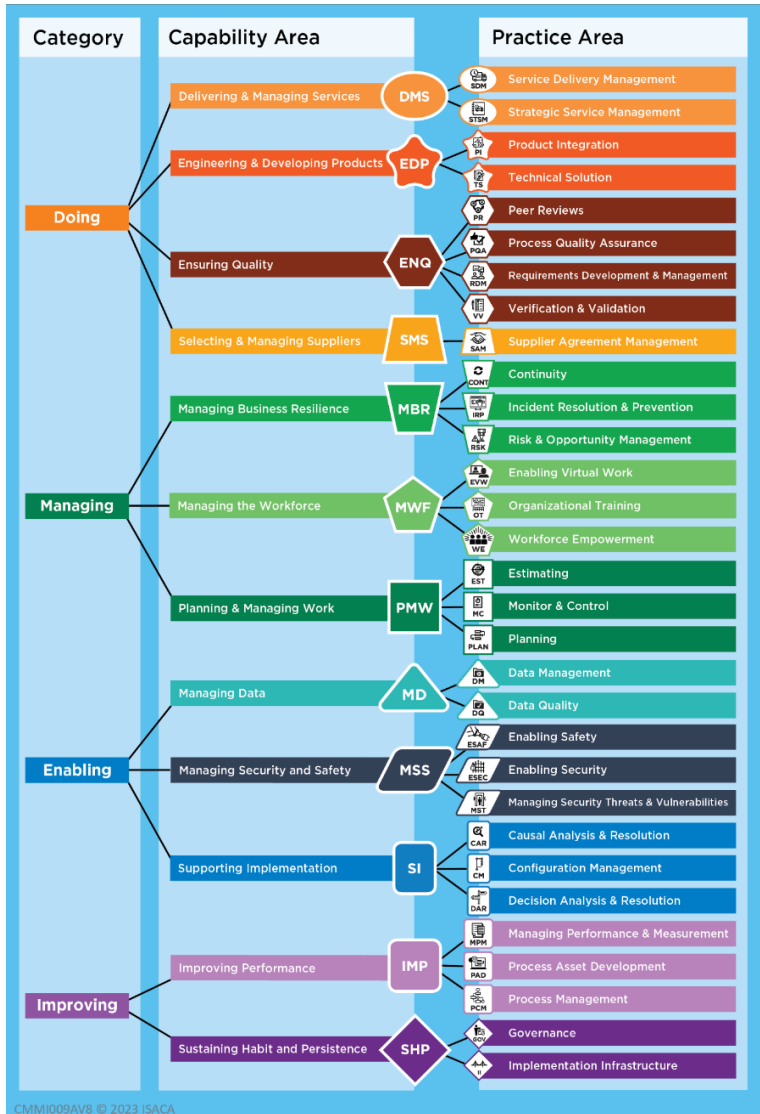 Category
Capability Area
Practice Area
Doing
Delivering & Managing Services
DMS
SDM
Service Delivery Management
STSM
Strategic Service Management
Engineering & Developing Products
EDP
PI
Product Integration
TS
Technical Solution
Ensuring Quality
ENQ
PR
Peer Reviews
PQA
Process Quality Assurance
RDM
Requirements Development & Management
VV
Verification & Validation
Selecting & Managing Suppliers
SMS
SAM
Supplier Agreement Management
Managing
Managing Business Resilience
MBR
CONT
Continuity
IRP
Incident Resolution & Prevention
RSK
Risk & Opportunity Management
Managing the Workforce
MWF
EVW
Enabling Virtual Work
OT
Organizational Training
WE
Workforce Empowerment
Planning & Managing Work
PMW
EST
Estimating
MC
Monitor & Control
PLAN
Planning
Enabling
Managing Data
MD
DM
Data Management
DQ
Data Quality
Managing Security and Safety
MSS
ESAF
Enabling Safety
ESEC
Enabling Security
MST
Managing Security Threats & Vulnerabilities
Supporting Implementation
SI
CAR
Causal Analysis & Resolution
CM
Configuration Management
DAR
Decision Analysis & Resolution
Improving
Improving Performance
IMP
MPM
Managing Performance & Measurement
PAD
Process Asset Development
PCM
Process Management
Sustaining Habit and Persistence
SHP
GOV
Governance
II
Implementation Infrastructure
CMMI009AV8 © 2023 ISACA